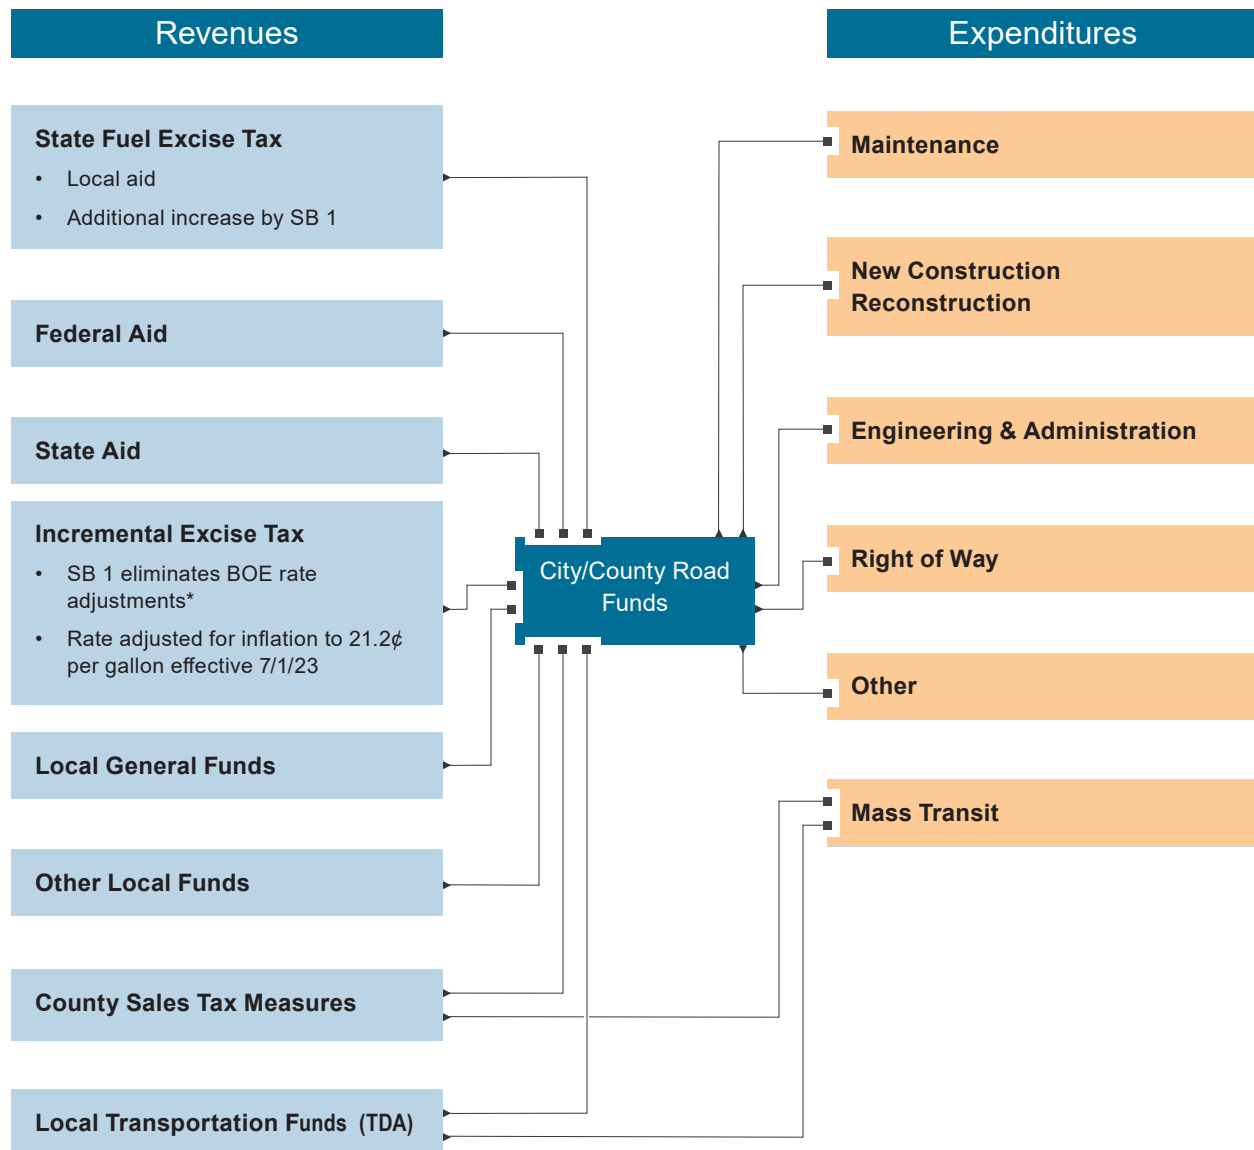 Revenues
State Fuel Excise Tax
• Local aid
• Additional increase by SB 1
Federal Aid
State Aid
Incremental Excise Tax
• SB 1 eliminates BOE rate
adjustments*
• Rate adjusted for inflation to 21.2¢
per gallon effective 7/1/23
Local General Funds
Other Local Funds
County Sales Tax Measures
Local Transportation Funds (TDA)
City/County Road
Funds
Expenditures
Maintenance
New Construction
Reconstruction
Engineering & Administration
Right of Way
Other
Mass Transit